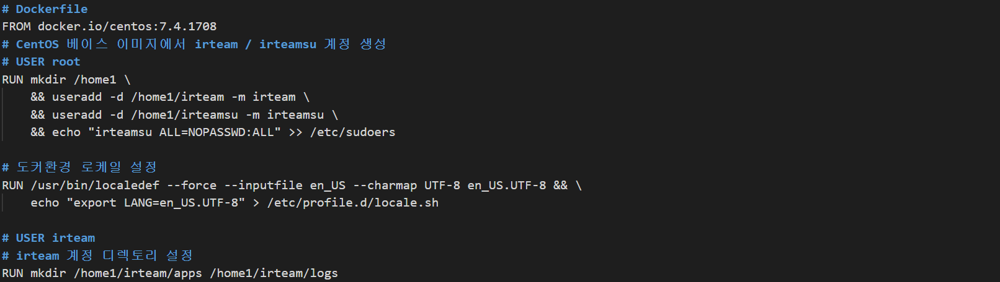 # Dockerfile
FROM docker.io/centos:7.4.1708
# CentOS 베이스 이미지에서 irteam / irteamsu 계정 생성
# USER root
RUN mkdir /home1 \
    && useradd -d /home1/irteam -m irteam \
    && useradd -d /home1/irteamsu -m irteamsu \
    && echo "irteamsu ALL=NOPASSWD:ALL" >> /etc/sudoers

# 도커환경 로케일 설정
RUN /usr/bin/localedef --force --inputfile en_US --charmap UTF-8 en_US.UTF-8 && \
    echo "export LANG=en_US.UTF-8" > /etc/profile.d/locale.sh

# USER irteam
# irteam 계정 디렉토리 설정
RUN mkdir /home1/irteam/apps /home1/irteam/logs